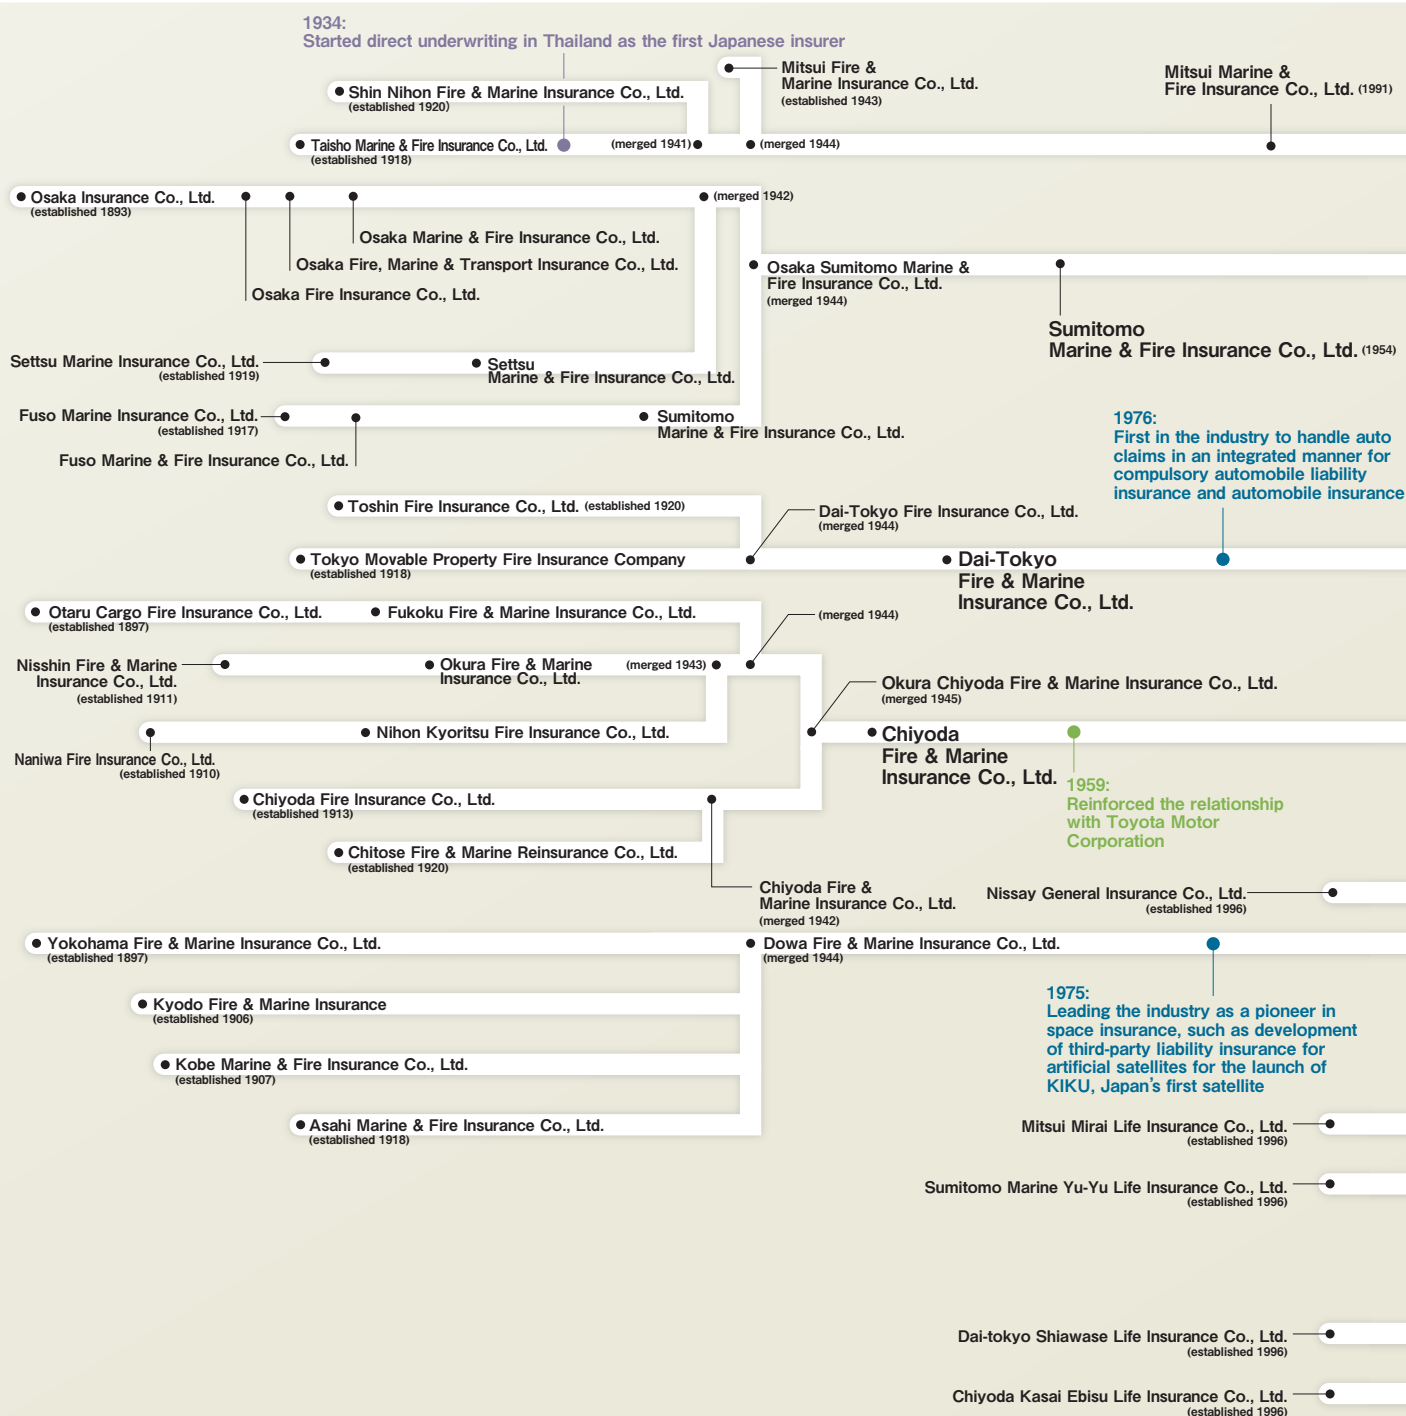 1934:
Started direct underwriting in Thailand as the first Japanese insurer
Mitsui Fire &
Marine Insurance Co., Ltd.
(established 1943)
Mitsui Marine &
Fire Insurance Co., Ltd. (1991)
Shin Nihon Fire & Marine Insurance Co., Ltd.
(established 1920)
Taisho Marine & Fire Insurance Co., Ltd.
(established 1918)
(merged 1941)
(merged 1944)
Osaka Insurance Co., Ltd.
(established 1893)
(merged 1942)
Osaka Marine & Fire Insurance Co., Ltd.
Osaka Fire, Marine & Transport Insurance Co., Ltd.
Osaka Fire Insurance Co., Ltd.
Osaka Sumitomo Marine &
Fire Insurance Co., Ltd.
(merged 1944)
Sumitomo
Marine & Fire Insurance Co., Ltd. (1954)
Settsu Marine Insurance Co., Ltd.
(established 1919)
Settsu
Marine & Fire Insurance Co., Ltd.
Fuso Marine Insurance Co., Ltd.
(established 1917)
Sumitomo
Marine & Fire Insurance Co., Ltd.
Fuso Marine & Fire Insurance Co., Ltd.
1976:
First in the industry to handle auto
claims in an integrated manner for
compulsory automobile liability
insurance and automobile insurance
Toshin Fire Insurance Co., Ltd. (established 1920)
Dai-Tokyo Fire Insurance Co., Ltd.
(merged 1944)
Tokyo Movable Property Fire Insurance Company
(established 1918)
Dai-Tokyo
Fire & Marine
Insurance Co., Ltd.
Otaru Cargo Fire Insurance Co., Ltd.
(established 1897)
Fukoku Fire & Marine Insurance Co., Ltd.
(merged 1944)
Nisshin Fire & Marine
Insurance Co., Ltd.
(established 1911)
Okura Fire & Marine
Insurance Co., Ltd.
(merged 1943)
Okura Chiyoda Fire & Marine Insurance Co., Ltd.
(merged 1945)
Nihon Kyoritsu Fire Insurance Co., Ltd.
Naniwa Fire Insurance Co., Ltd.
(established 1910)
Chiyoda
Fire & Marine
Insurance Co., Ltd.
1959:
Reinforced the relationship
with Toyota Motor
Corporation
Chiyoda Fire Insurance Co., Ltd.
(established 1913)
Chitose Fire & Marine Reinsurance Co., Ltd.
(established 1920)
Chiyoda Fire &
Marine Insurance Co., Ltd.
(merged 1942)
Nissay General Insurance Co., Ltd.
(established 1996)
Yokohama Fire & Marine Insurance Co., Ltd.
(established 1897)
Dowa Fire & Marine Insurance Co., Ltd.
(merged 1944)
Kyodo Fire & Marine Insurance
(established 1906)
1975:
Leading the industry as a pioneer in
space insurance, such as development
of third-party liability insurance for
artificial satellites for the launch of
KIKU, Japan's first satellite
Kobe Marine & Fire Insurance Co., Ltd.
(established 1907)
Asahi Marine & Fire Insurance Co., Ltd.
(established 1918)
Mitsui Mirai Life Insurance Co., Ltd.
(established 1996)
Sumitomo Marine Yu-Yu Life Insurance Co., Ltd.
(established 1996)
Dai-tokyo Shiawase Life Insurance Co., Ltd.
(established 1996)
Chiyoda Kasai Ebisu Life Insurance Co., Ltd.
(established 1996)